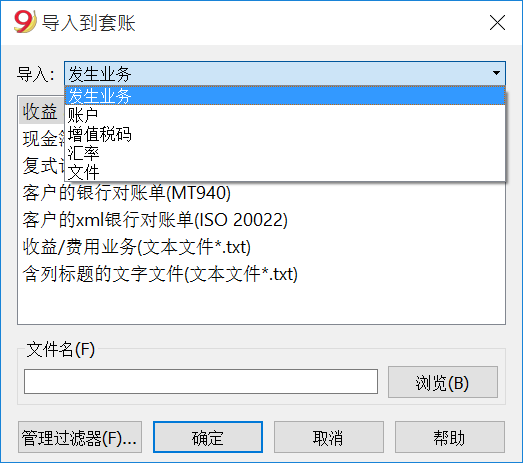 9 导入到套账
导入: 发生业务
发生业务
账户
增值税码
汇率
文件
收益
现金
复式
客户的银行对账单(MT940)
客户的xml银行对账单(ISO 20022)
收益/费用业务(文本文件*.txt)
含列标题的文字文件(文本文件*.txt)
文件名(F)
浏览(B)
管理过滤器(F)... 确定 取消 帮助